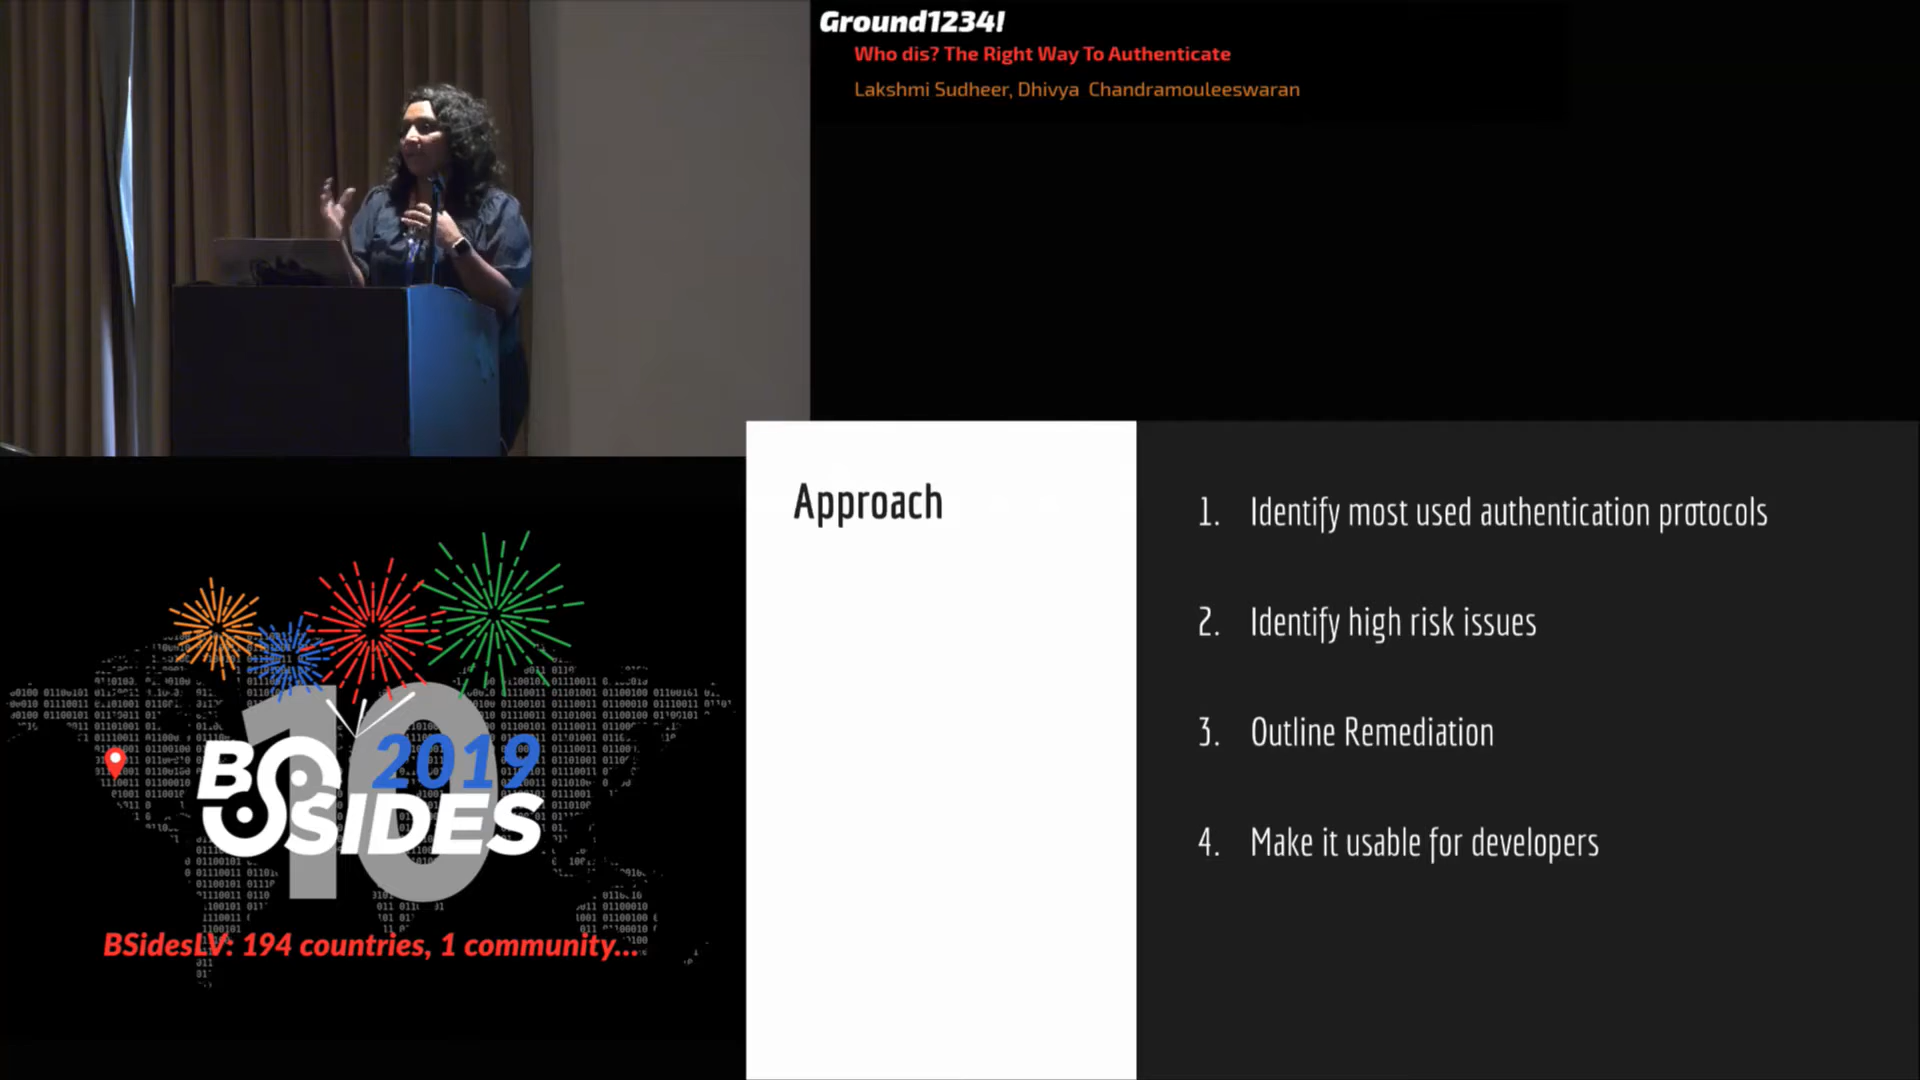 Ground1234!
Who dis? The Right Way To Authenticate
Lakshmi Sudheer, Dhivya Chandramouleeswaran
Approach
1. Identify most used authentication protocols
2. Identify high risk issues
3. Outline Remediation
4. Make it usable for developers
10
2019
BSIDES
BSidesLV: 194 countries, 1 community...